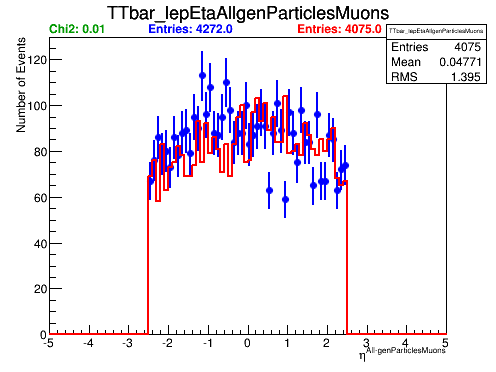 TTbar_lepEtaAllgenParticlesMuons
Chi2: 0.01 Entries: 4272.0 Entries: 4075.0
TTbar_lepEtaAllgenParticlesMuons
Entries 4075
Mean 0.04771
RMS 1.395
Number of Events
120
100
80
60
40
20
0
-5 -4 -3 -2 -1 0 1 2 3 4 5
η^All-genParticlesMuons